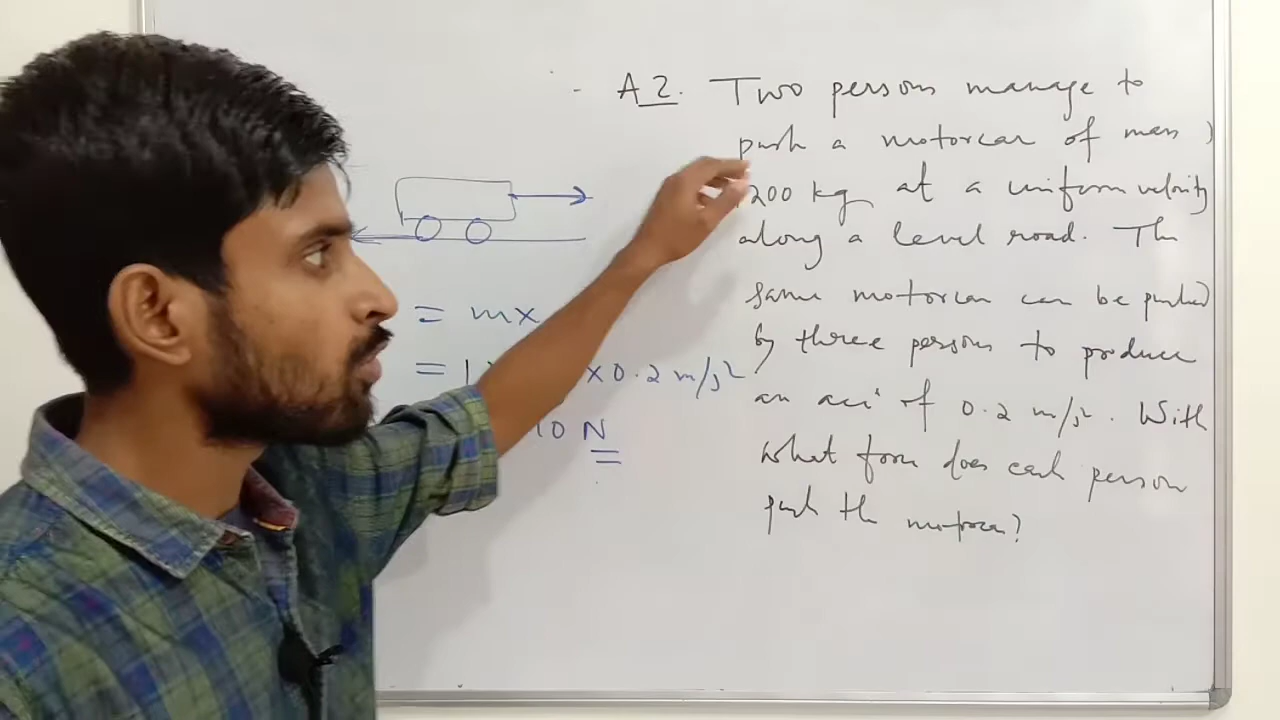 A2. Two persons manage to
push a motorcar of mass
200 kg at a uniform velocity
along a level road. The
same motorcar can be pushed
by three persons to produce
an accⁿ of 0.2 m/s². With
what force does each person
push the motorcar?
= mx
= 1 x 0.2 m/s²
10 N